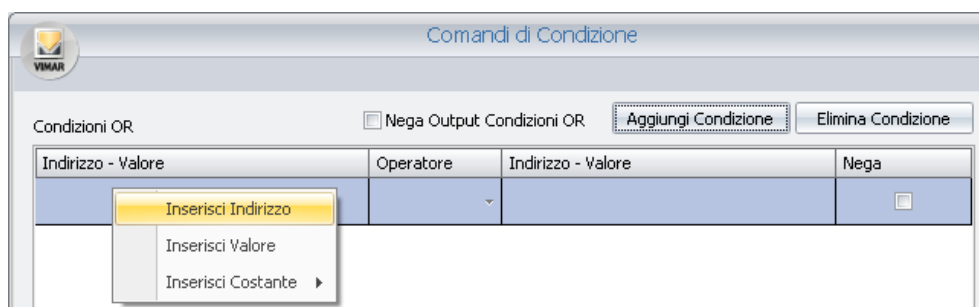 Comandi di Condizione
VIMAR
Condizioni OR Nega Output Condizioni OR Aggiungi Condizione Elimina Condizione
Indirizzo - Valore Operatore Indirizzo - Valore Nega
Inserisci Indirizzo
Inserisci Valore
Inserisci Costante